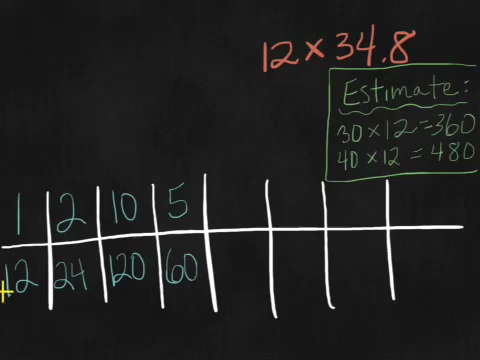 12 × 34.8
Estimate:
30 × 12 = 360
40 × 12 = 480
1 2 10 5
12 24 120 60